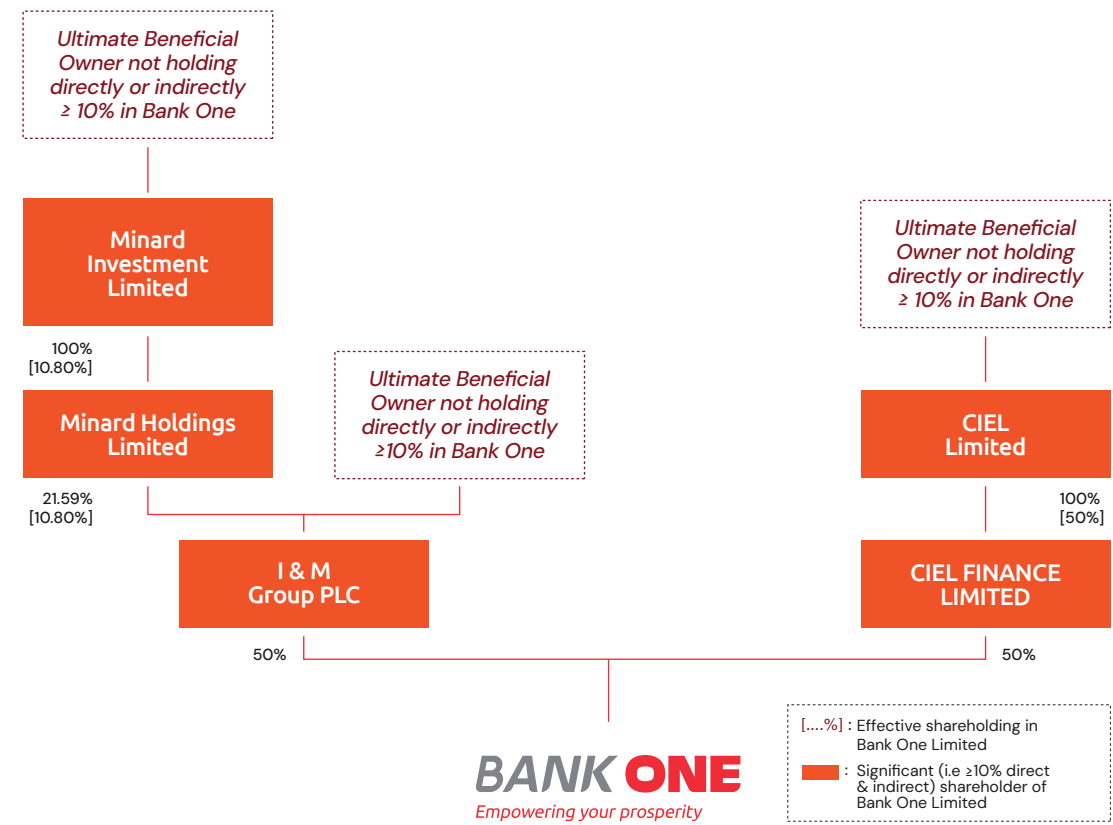 Ultimate Beneficial
Owner not holding
directly or indirectly
≥ 10% in Bank One
Minard
Investment
Limited
100%
[10.80%]
Minard Holdings
Limited
21.59%
[10.80%]
Ultimate Beneficial
Owner not holding
directly or indirectly
≥10% in Bank One
I & M
Group PLC
50%
Ultimate Beneficial
Owner not holding
directly or indirectly
≥ 10% in Bank One
CIEL
Limited
100%
[50%]
CIEL FINANCE
LIMITED
50%
BANK ONE
Empowering your prosperity
[....%] : Effective shareholding in
Bank One Limited
: Significant (i.e ≥10% direct
& indirect) shareholder of
Bank One Limited